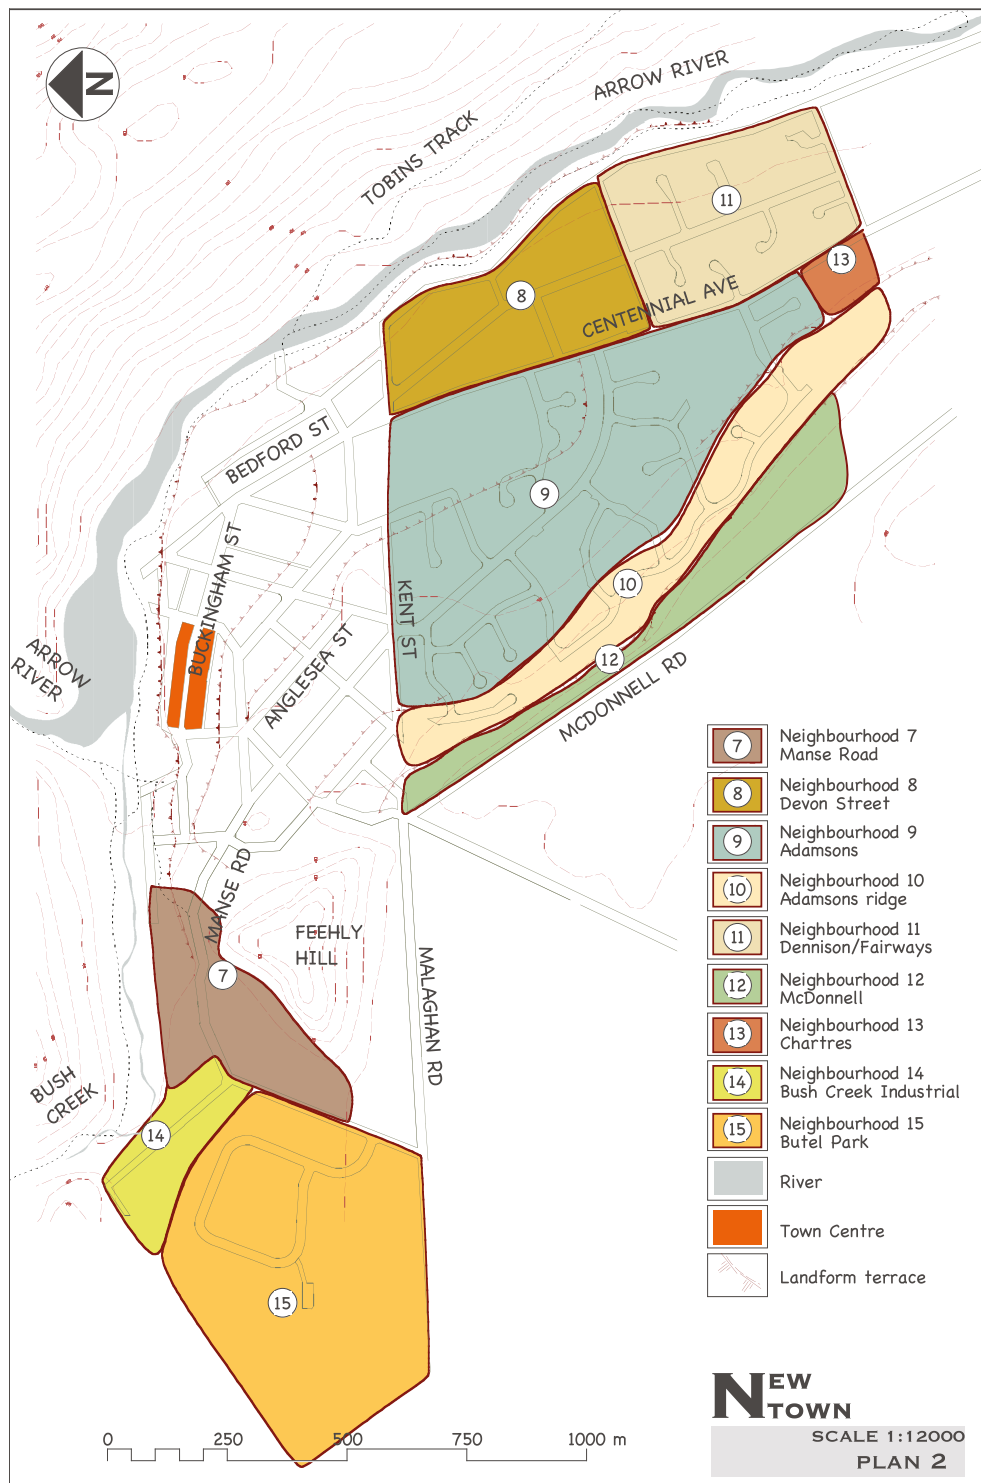 N
ARROW RIVER
TOBINS TRACK
11
13
8
CENTENNIAL AVE
BEDFORD ST
9
BUCKINGHAM ST
KENT ST
10
ANGLESEA ST
12
MCDONNELL RD
ARROW
RIVER
MANSE RD
FEEHLY
HILL
7
MALAGHAN RD
BUSH
CREEK
14
15
7
Neighbourhood 7
Manse Road
8
Neighbourhood 8
Devon Street
9
Neighbourhood 9
Adamsons
10
Neighbourhood 10
Adamsons ridge
11
Neighbourhood 11
Dennison/Fairways
12
Neighbourhood 12
McDonnell
13
Neighbourhood 13
Chartres
14
Neighbourhood 14
Bush Creek Industrial
15
Neighbourhood 15
Butel Park
River
Town Centre
Landform terrace
NEW
TOWN
SCALE 1:12000
PLAN 2
0 250 500 750 1000 m